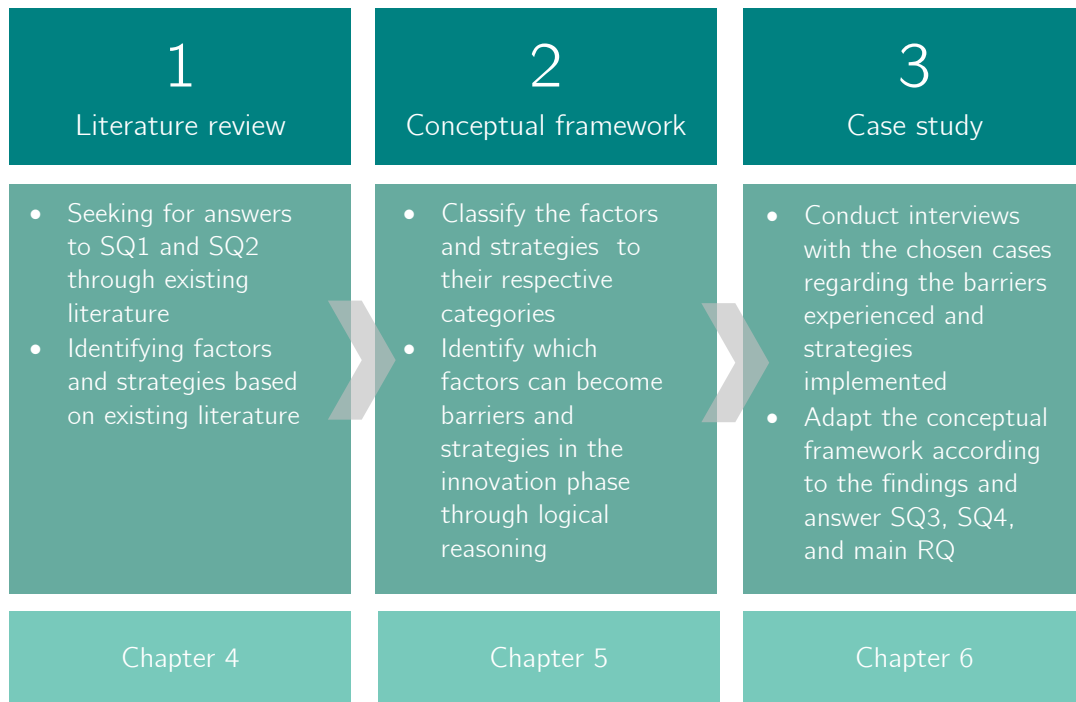 1
Literature review
• Seeking for answers
to SQ1 and SQ2
through existing
literature
• Identifying factors
and strategies based
on existing literature
Chapter 4
2
Conceptual framework
• Classify the factors
and strategies to
their respective
categories
• Identify which
factors can become
barriers and
strategies in the
innovation phase
through logical
reasoning
Chapter 5
3
Case study
• Conduct interviews
with the chosen cases
regarding the barriers
experienced and
strategies
implemented
• Adapt the conceptual
framework according
to the findings and
answer SQ3, SQ4,
and main RQ
Chapter 6